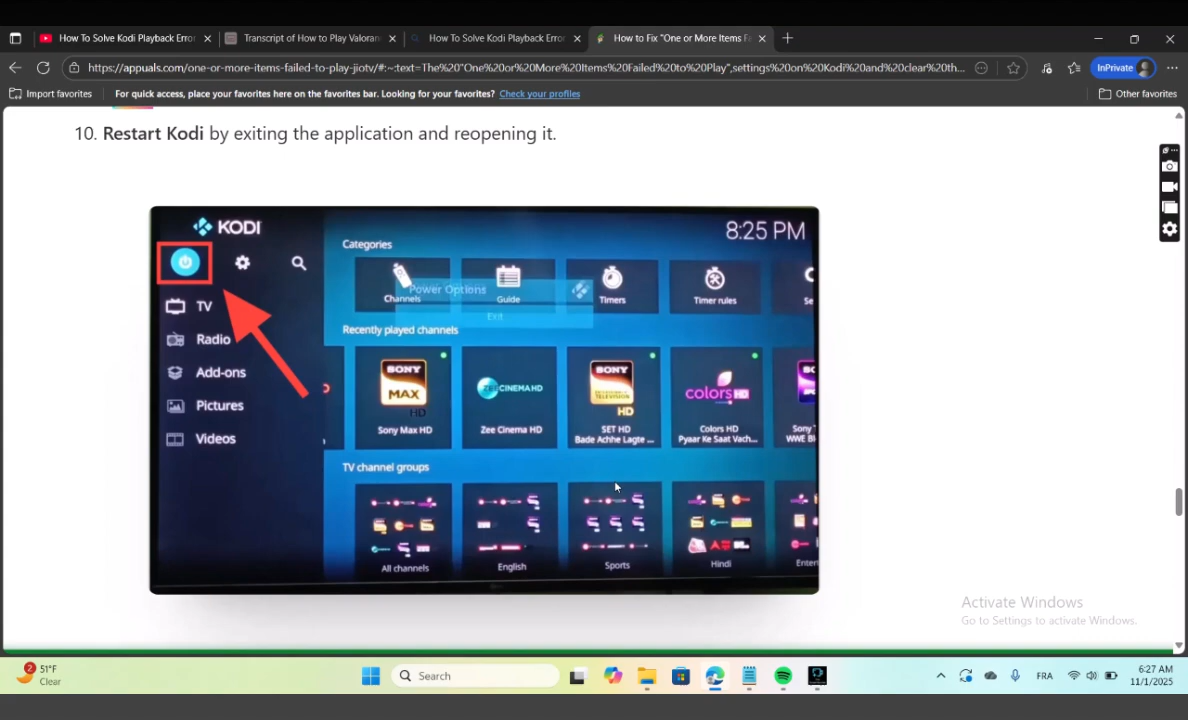 How To Solve Kodi Playback Erro
Transcript of How to Play Valoran
How To Solve Kodi Playback Erro
How to Fix "One or More Items Fa
https://appuals.com/one-or-more-items-failed-to-play-jiotv/#:~:text=The%20"One%20or%20More%20Items%20Failed%20to%20Play",settings%20on%20Kodi%20and%20clear%20th...
InPrivate
Import favorites
For quick access, place your favorites here on the favorites bar. Looking for your favorites? Check your profiles
Other favorites
10. Restart Kodi by exiting the application and reopening it.
KODI
8:25 PM
Categories
Channels
Guide
Timers
Timer rules
Se
Power Options
Exit
TV
Radio
Add-ons
Pictures
Videos
Recently played channels
SONY
MAX
HD
Sony Max HD
ZEE CINEMA HD
Zee Cinema HD
SONY
HD
SET HD
Bade Achhe Lagte ...
colors HD
Colors HD
Pyaar Ke Saat Vach...
Sony
WWE Bl
TV channel groups
All channels
English
Sports
Hindi
Enter
Activate Windows
Go to Settings to activate Windows.
2
51°F
Clear
Search
FRA
6:27 AM
11/1/2025